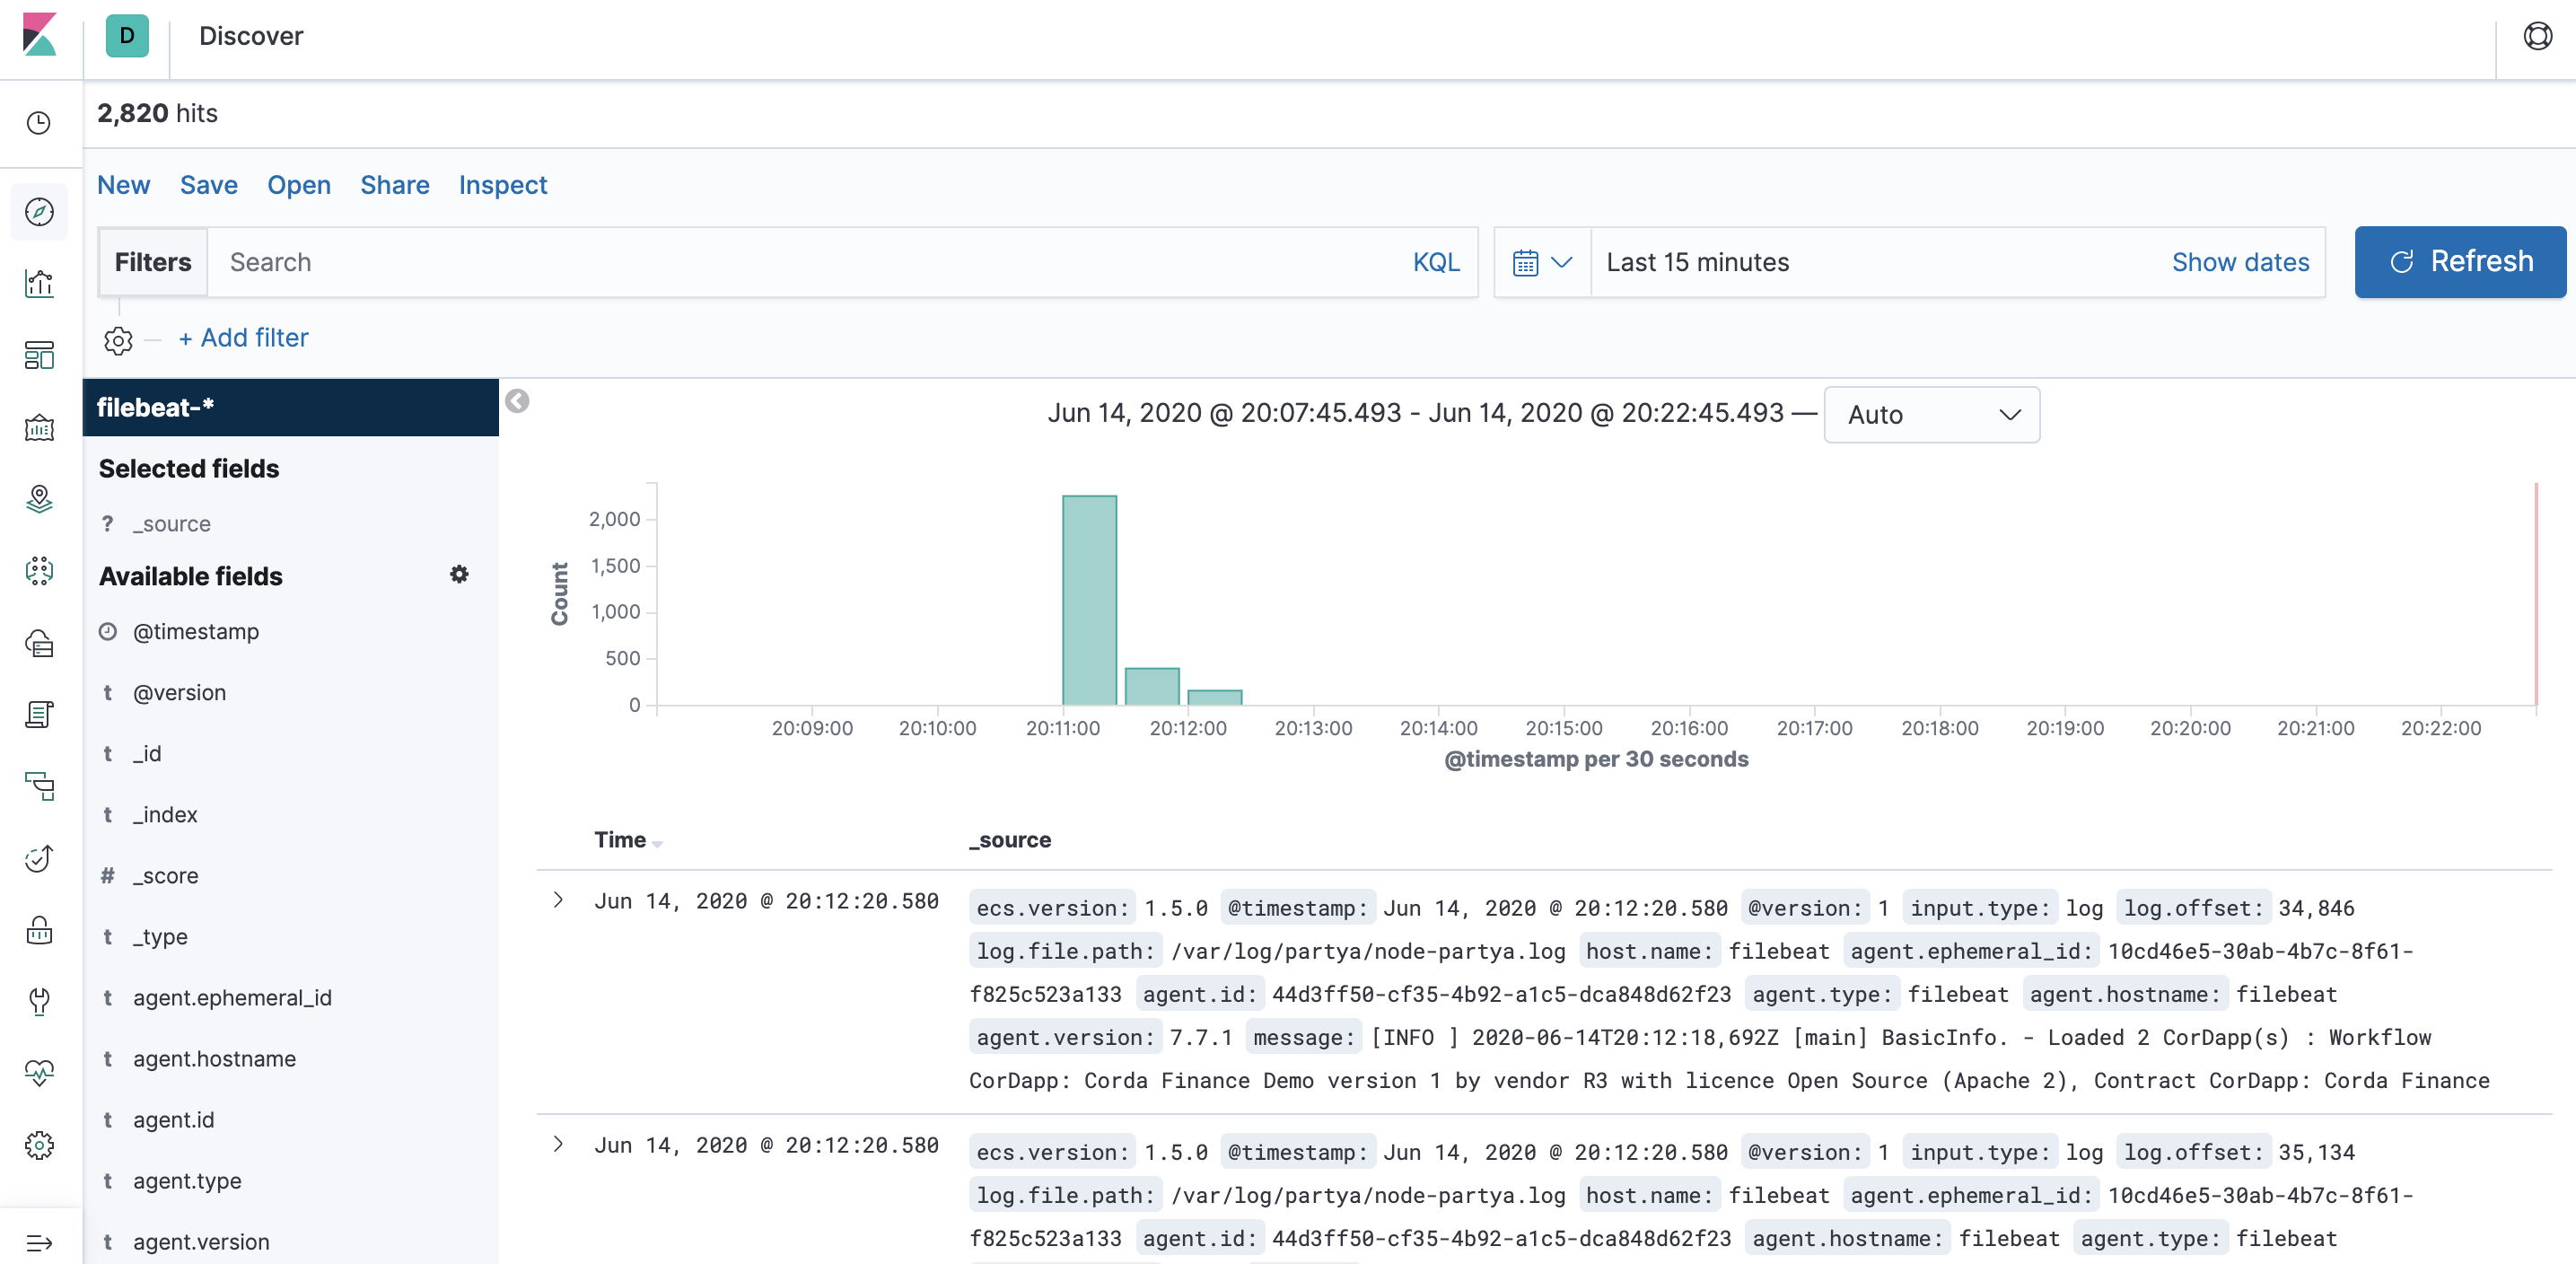 D Discover
2,820 hits
New Save Open Share Inspect
Filters Search KQL Last 15 minutes Show dates Refresh
+ Add filter
filebeat-*
Selected fields
? _source
Available fields
@timestamp
t @version
t _id
t _index
# _score
t _type
t agent.ephemeral_id
t agent.hostname
t agent.id
t agent.type
t agent.version
Jun 14, 2020 @ 20:07:45.493 - Jun 14, 2020 @ 20:22:45.493 — Auto
Count
2,000
1,500
1,000
500
0
20:09:00 20:10:00 20:11:00 20:12:00 20:13:00 20:14:00 20:15:00 20:16:00 20:17:00 20:18:00 20:19:00 20:20:00 20:21:00 20:22:00
@timestamp per 30 seconds
Time _source
Jun 14, 2020 @ 20:12:20.580 ecs.version: 1.5.0 @timestamp: Jun 14, 2020 @ 20:12:20.580 @version: 1 input.type: log log.offset: 34,846
log.file.path: /var/log/partya/node-partya.log host.name: filebeat agent.ephemeral_id: 10cd46e5-30ab-4b7c-8f61-
f825c523a133 agent.id: 44d3ff50-cf35-4b92-a1c5-dca848d62f23 agent.type: filebeat agent.hostname: filebeat
agent.version: 7.7.1 message: [INFO ] 2020-06-14T20:12:18,692Z [main] BasicInfo. - Loaded 2 CorDapp(s) : Workflow
CorDapp: Corda Finance Demo version 1 by vendor R3 with licence Open Source (Apache 2), Contract CorDapp: Corda Finance
Jun 14, 2020 @ 20:12:20.580 ecs.version: 1.5.0 @timestamp: Jun 14, 2020 @ 20:12:20.580 @version: 1 input.type: log log.offset: 35,134
log.file.path: /var/log/partya/node-partya.log host.name: filebeat agent.ephemeral_id: 10cd46e5-30ab-4b7c-8f61-
f825c523a133 agent.id: 44d3ff50-cf35-4b92-a1c5-dca848d62f23 agent.hostname: filebeat agent.type: filebeat